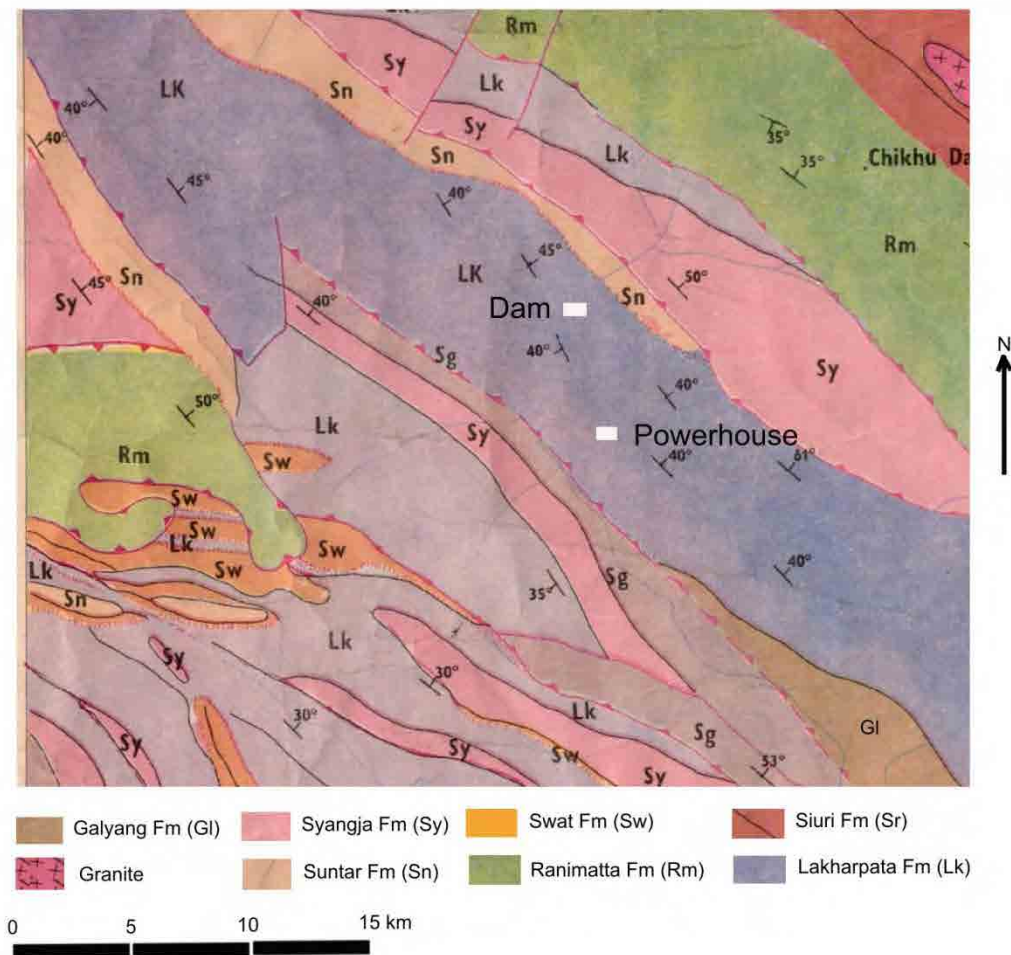 Lk
Rm
Sy
LK
Sn
Lk
40°
Sy
35°
40°
Sn
Lk
35°
Chikhu Da
45°
40°
Rm
45°
Sn
LK
45°
50°
Sy
Sn
40°
Dam
Sg
40°
Sy
40°
50°
Lk
Sy
Powerhouse
Rm
Sw
40°
61°
Sw
Sw
Lk
Sw
Sw
Lk
Sg
40°
35°
Sn
Lk
Sy
30°
Lk
30°
Sg
Gl
Sy
Sy
Sw
Sy
53°
N
Galyang Fm (Gl)
Syangja Fm (Sy)
Swat Fm (Sw)
Siuri Fm (Sr)
Granite
Suntar Fm (Sn)
Ranimatta Fm (Rm)
Lakharpata Fm (Lk)
0 5 10 15 km